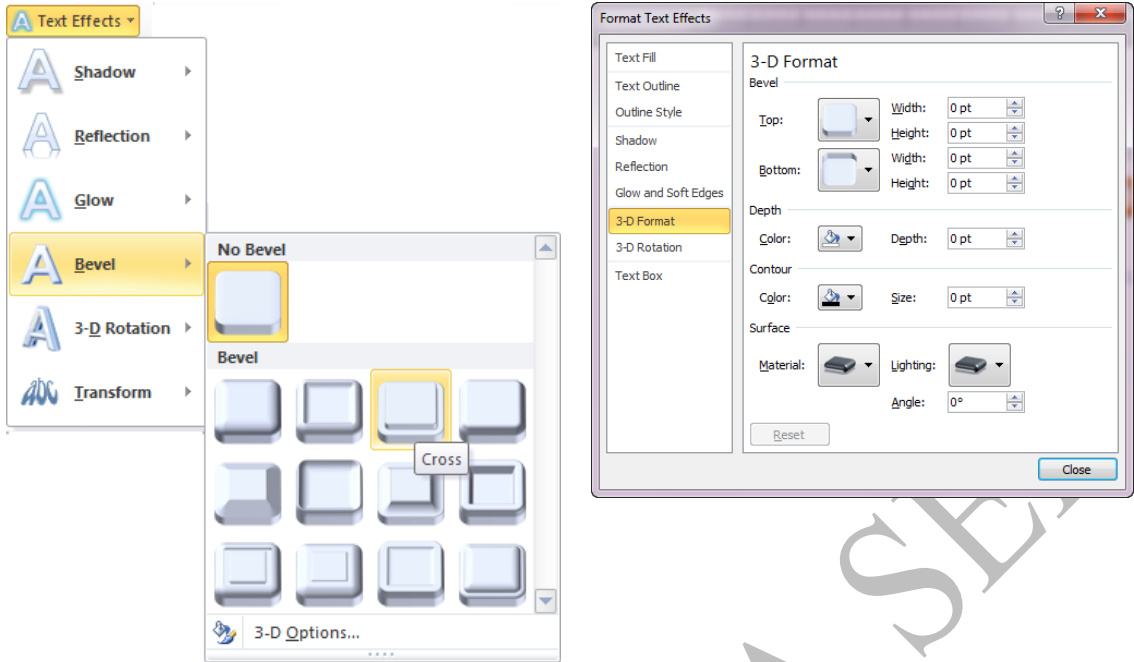 Text Effects
Shadow
Reflection
Glow
Bevel
3-D Rotation
Transform
No Bevel
Bevel
Cross
3-D Options...
Format Text Effects
Text Fill
Text Outline
Outline Style
Shadow
Reflection
Glow and Soft Edges
3-D Format
3-D Rotation
Text Box
3-D Format
Bevel
Top:
Width: 0 pt
Height: 0 pt
Bottom:
Width: 0 pt
Height: 0 pt
Depth
Color:
Depth: 0 pt
Contour
Color:
Size: 0 pt
Surface
Material:
Lighting:
Angle: 0°
Reset
Close